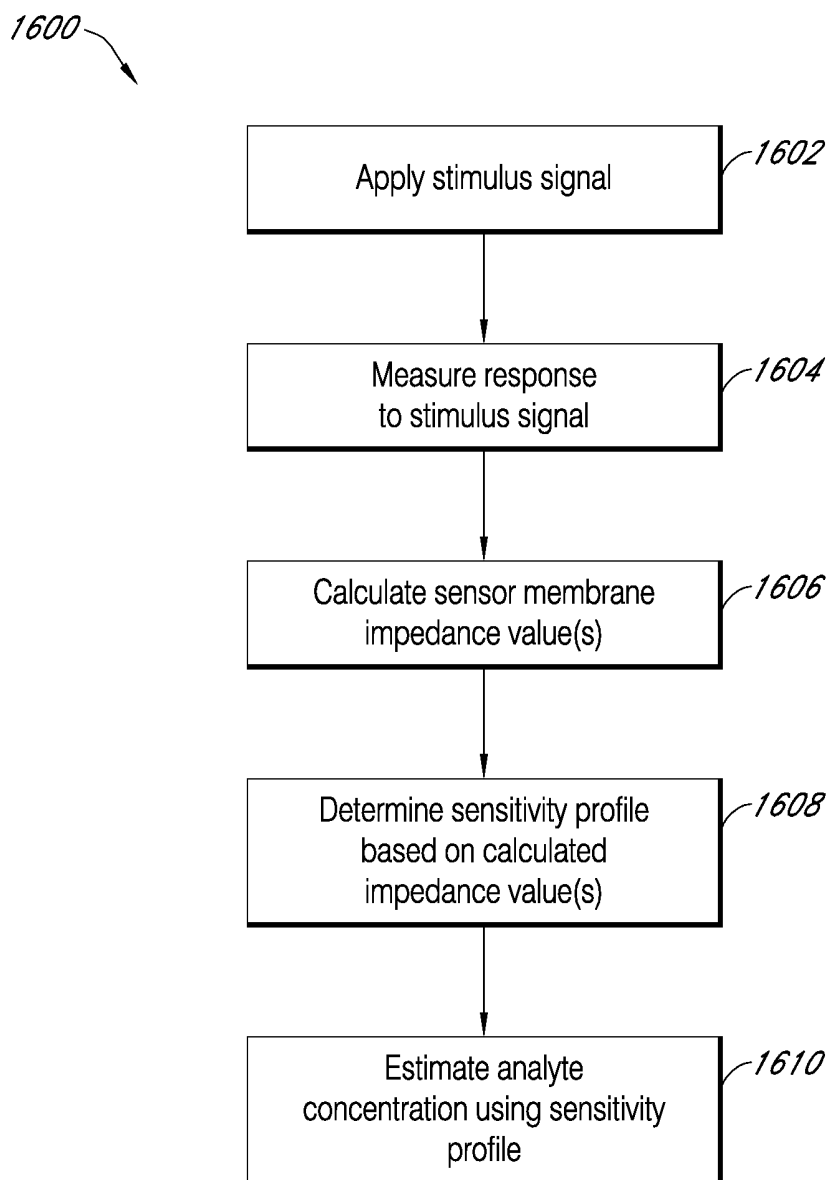 1600
Apply stimulus signal
1602
Measure response
to stimulus signal
1604
Calculate sensor membrane
impedance value(s)
1606
Determine sensitivity profile
based on calculated
impedance value(s)
1608
Estimate analyte
concentration using sensitivity
profile
1610